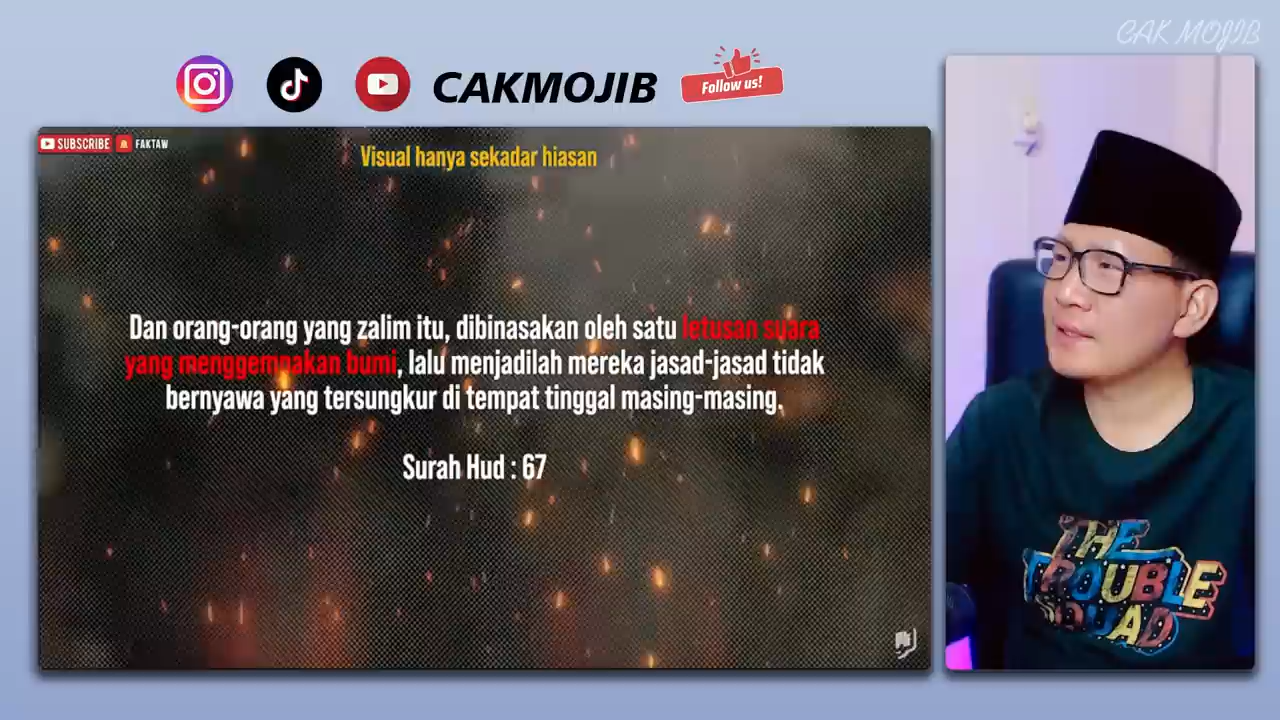 CAK MOJIB
CAKMOJIB
Follow us!
SUBSCRIBE
FAKTAW
Visual hanya sekadar hiasan
Dan orang-orang yang zalim itu, dibinasakan oleh satu letusan suara
yang menggempakan bumi, lalu menjadilah mereka jasad-jasad tidak
bernyawa yang tersungkur di tempat tinggal masing-masing.
Surah Hud : 67
THE
TROUBLE
SQUAD